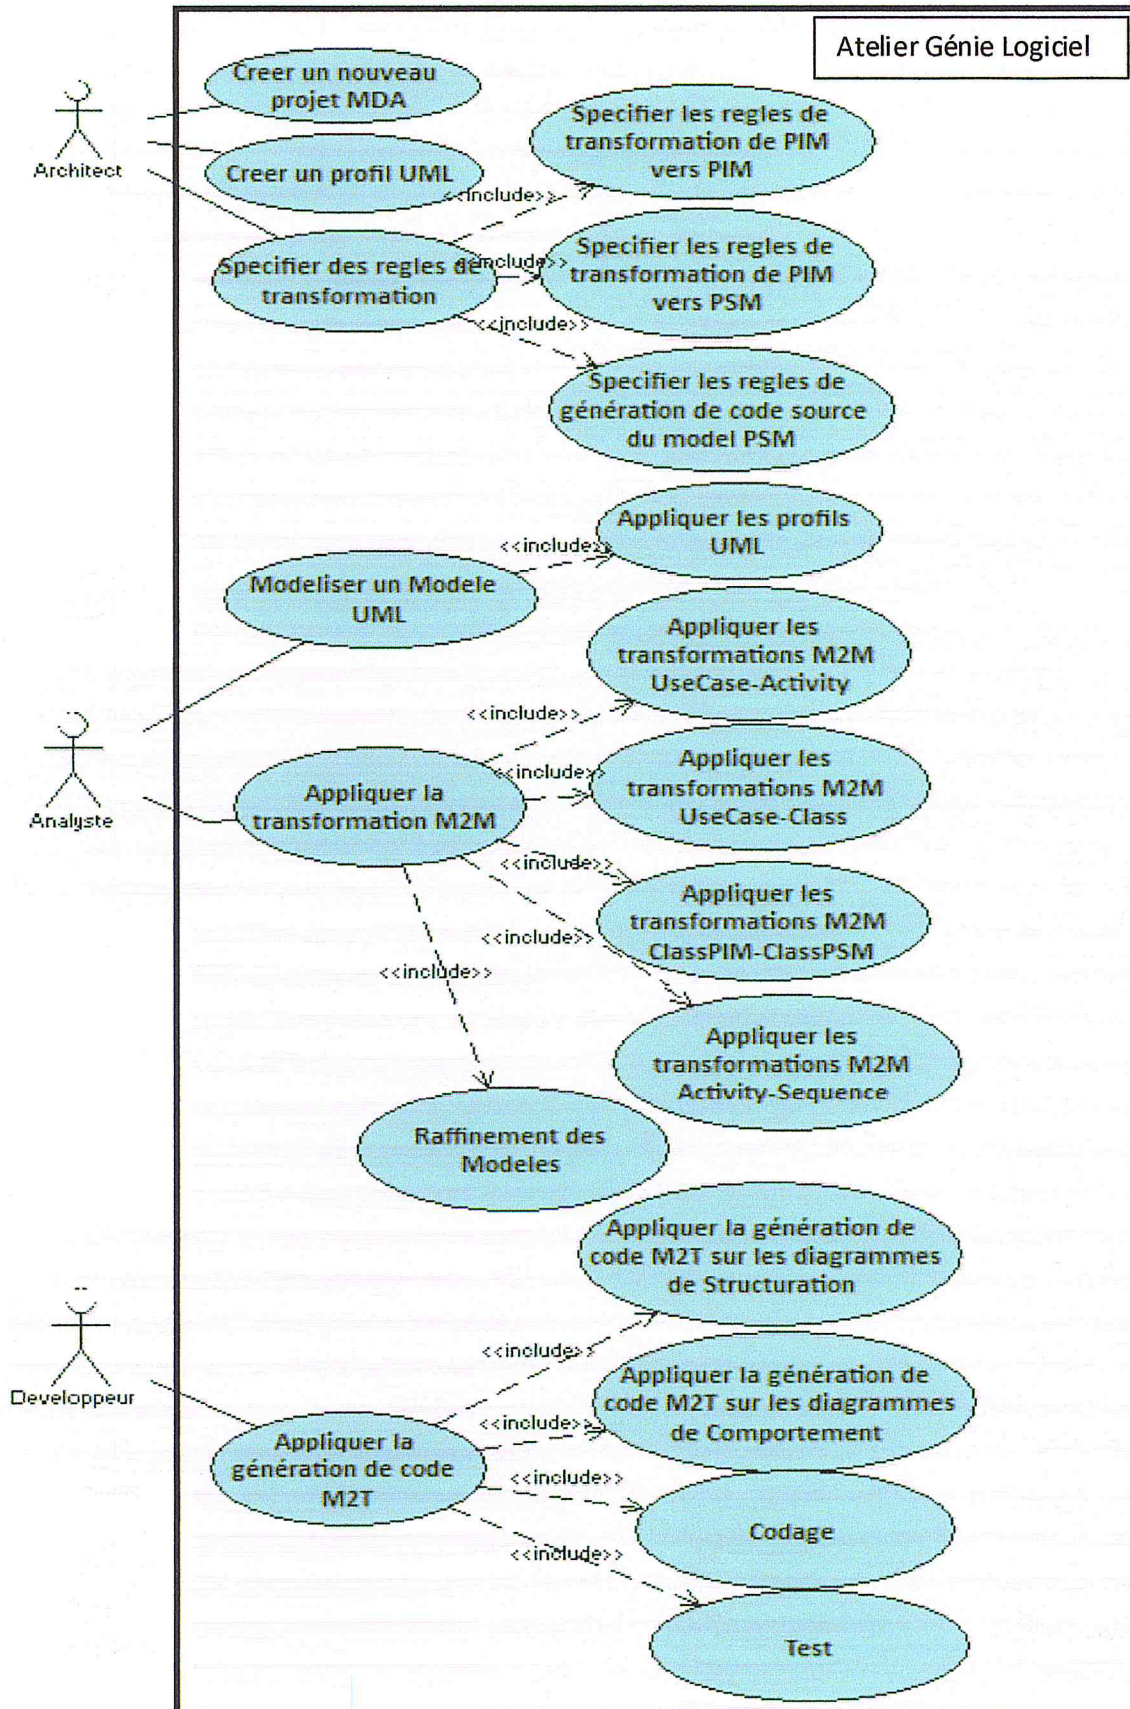 Atelier Génie Logiciel
Creer un nouveau
projet MDA
Architect
Creer un profil UML
Specifier les regles de
transformation de PIM
vers PIM
<<include>>
Specifier des regles de
transformation
<<include>>
Specifier les regles de
transformation de PIM
vers PSM
<<include>>
Specifier les regles de
génération de code source
du model PSM
Appliquer les profils
UML
<<include>>
Modeliser un Modele
UML
Appliquer les
transformations M2M
UseCase-Activity
<<include>>
Analyste
Appliquer la
transformation M2M
<<include>>
Appliquer les
transformations M2M
UseCase-Class
<<include>>
Appliquer les
transformations M2M
ClassPIM-ClassPSM
<<include>>
<<include>>
Appliquer les
transformations M2M
Activity-Sequence
Raffinement des
Modeles
Appliquer la génération de
code M2T sur les diagrammes
de Structuration
<<include>>
Developpeur
Appliquer la génération de
code M2T sur les diagrammes
de Comportement
<<include>>
Appliquer la
génération de code
M2T
<<include>>
Codage
<<include>>
Test